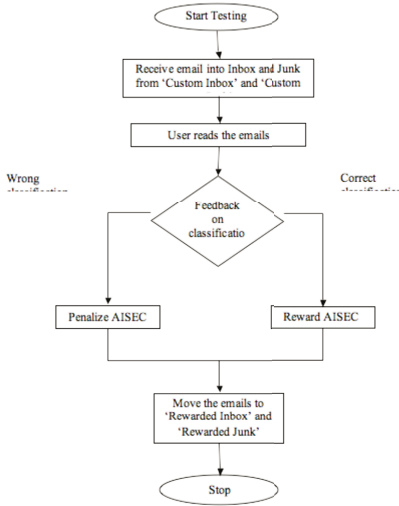 Start Testing
Receive email into Inbox and Junk
from ‘Custom Inbox’ and ‘Custom
User reads the emails
Wrong
Correct
Feedback
on
classificatio
Penalize AISEC
Reward AISEC
Move the emails to
‘Rewarded Inbox’ and
‘Rewarded Junk’
Stop